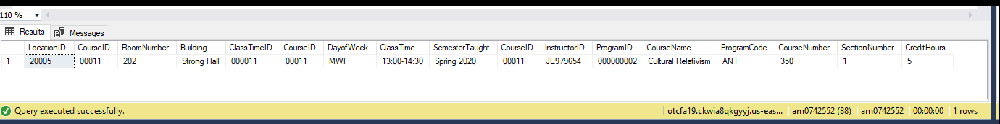 110 %
Results Messages
LocationID CourseID RoomNumber Building ClassTimeID CourseID DayofWeek ClassTime SemesterTaught CourseID InstructorID ProgramID CourseName ProgramCode CourseNumber SectionNumber CreditHours
1 20005 00011 202 Strong Hall 000011 00011 MWF 13:00-14:30 Spring 2020 00011 JE979654 000000002 Cultural Relativism ANT 350 1 5
Query executed successfully. otcfa19.ckwia8qkgyyj.us-eas... am0742552 (88) am0742552 00:00:00 1 rows